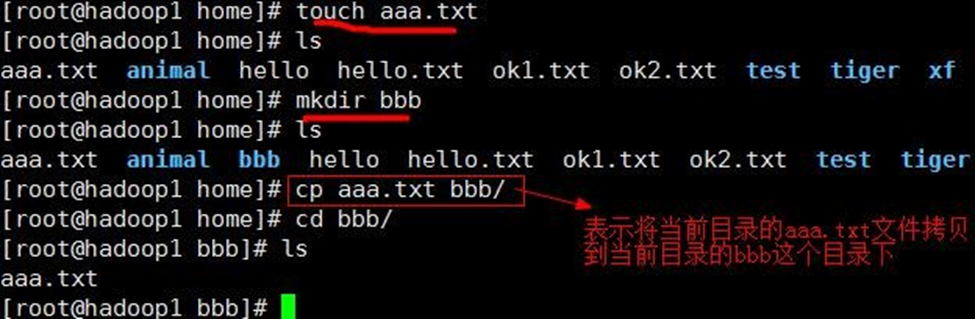 [root@hadoop1 home]# touch aaa.txt
[root@hadoop1 home]# ls
aaa.txt  animal  hello  hello.txt  ok1.txt  ok2.txt  test  tiger  xf
[root@hadoop1 home]# mkdir bbb
[root@hadoop1 home]# ls
aaa.txt  animal  bbb  hello  hello.txt  ok1.txt  ok2.txt  test  tiger
[root@hadoop1 home]# cp aaa.txt bbb/
[root@hadoop1 home]# cd bbb/
表示将当前目录的aaa.txt文件拷贝
到当前目录的bbb这个目录下
[root@hadoop1 bbb]# ls
aaa.txt
[root@hadoop1 bbb]#